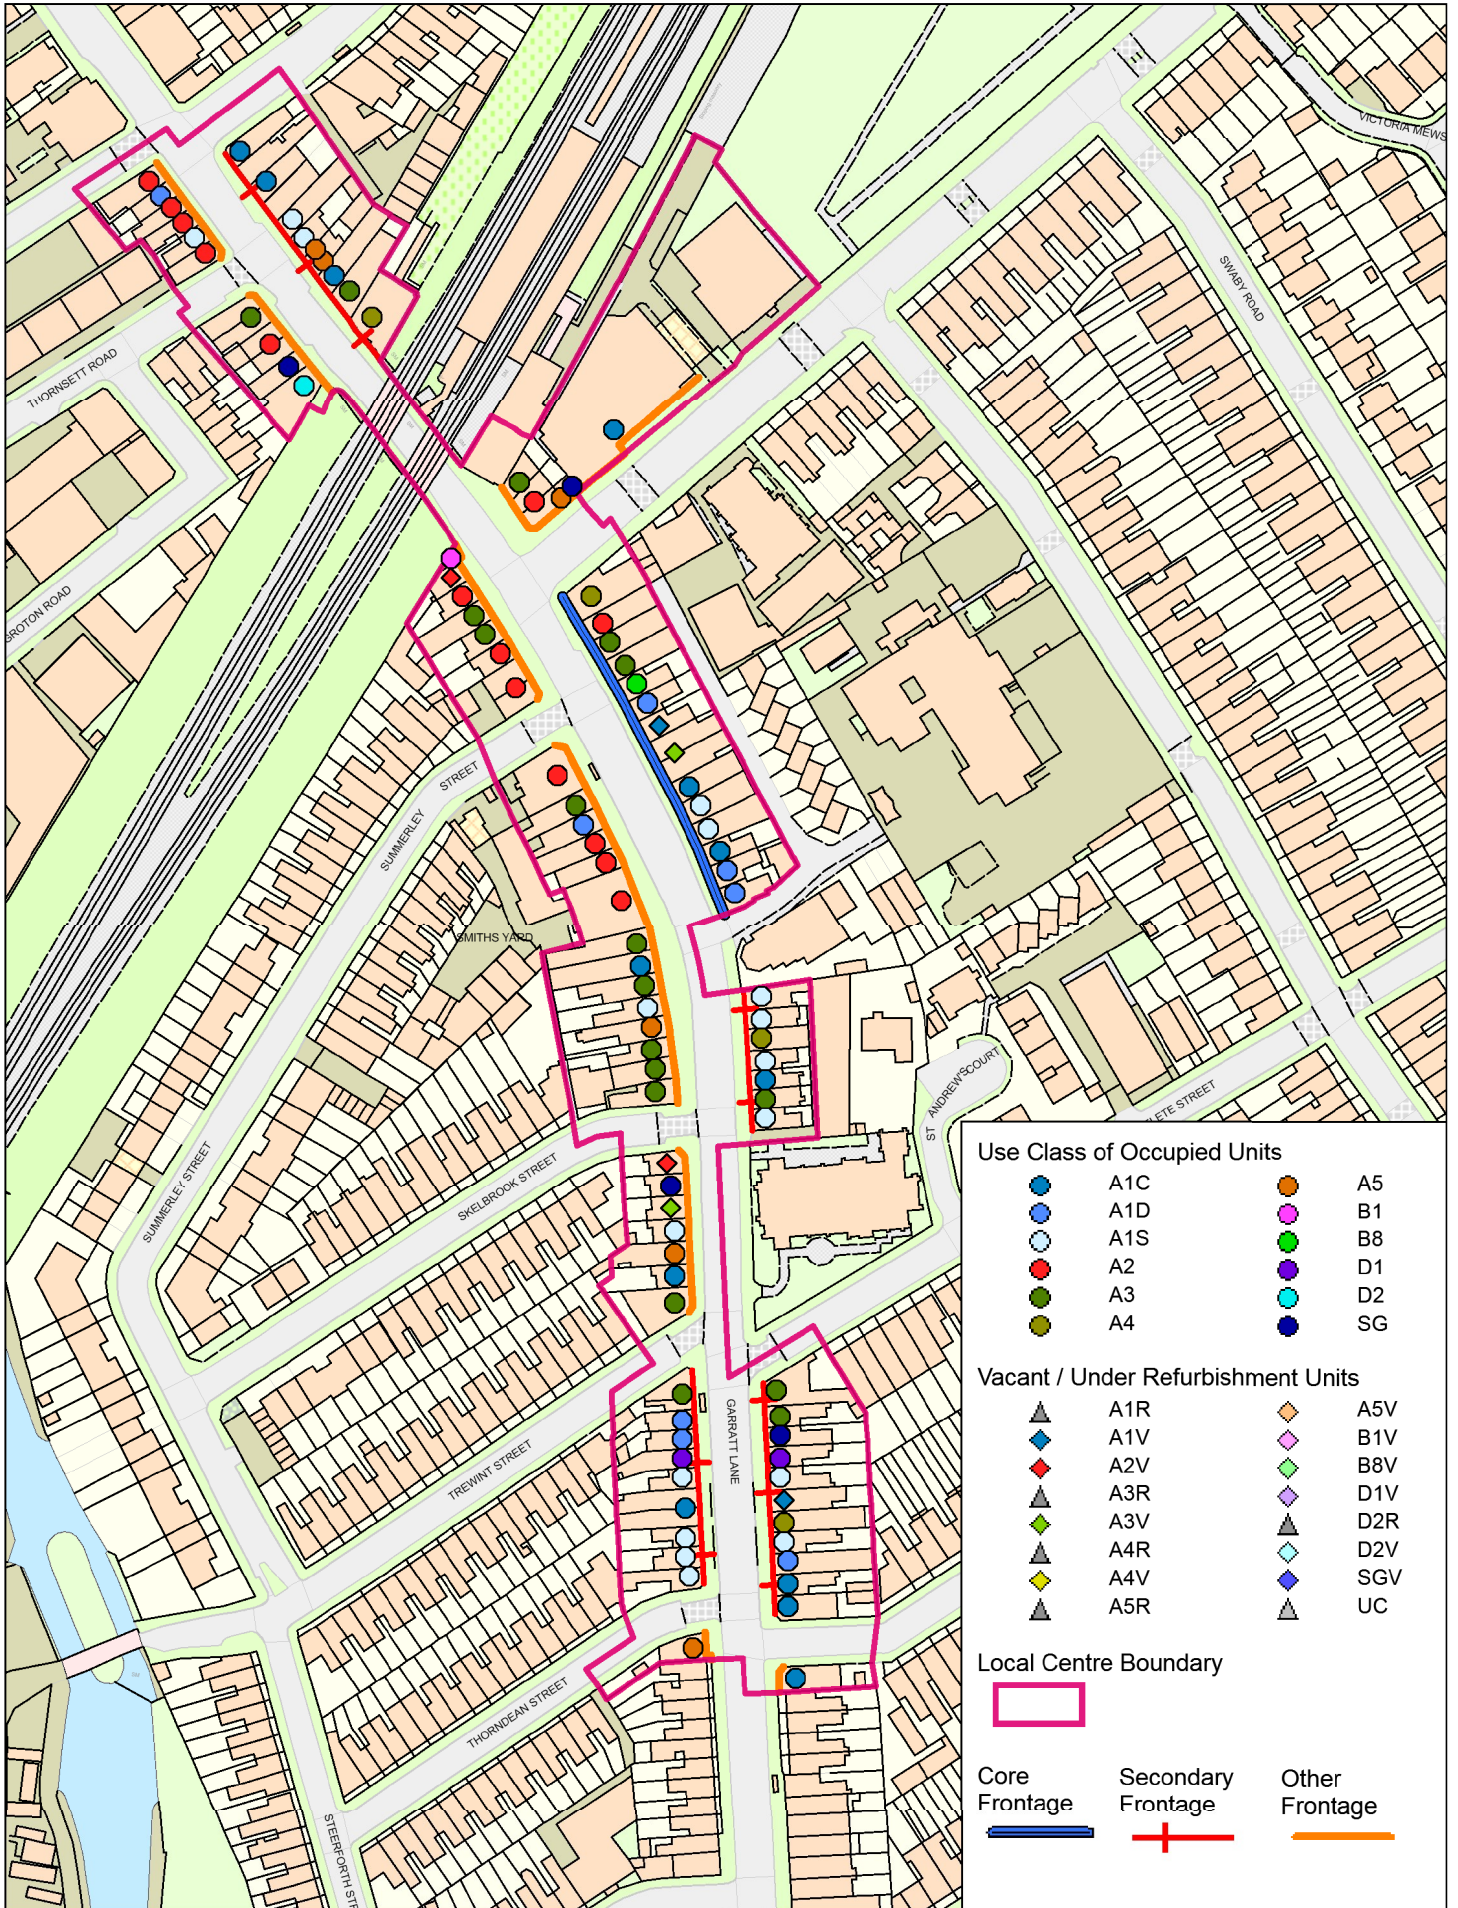 VICTORIA MEWS
SWABY ROAD
THORNSETT ROAD
GROTON ROAD
SUMMERLEY
STREET
SMITHS YARD
ST ANDREW'S COURT
LETE STREET
SUMMERLEY STREET
SKELBROOK STREET
GARRATT LANE
TREWINT STREET
THORNDEAN STREET
STEERFORTH STR
Use Class of Occupied Units
A1C
A5
A1D
B1
A1S
B8
A2
D1
A3
D2
A4
SG
Vacant / Under Refurbishment Units
A1R
A5V
A1V
B1V
A2V
B8V
A3R
D1V
A3V
D2R
A4R
D2V
A4V
SGV
A5R
UC
Local Centre Boundary
Core
Frontage
Secondary
Frontage
Other
Frontage